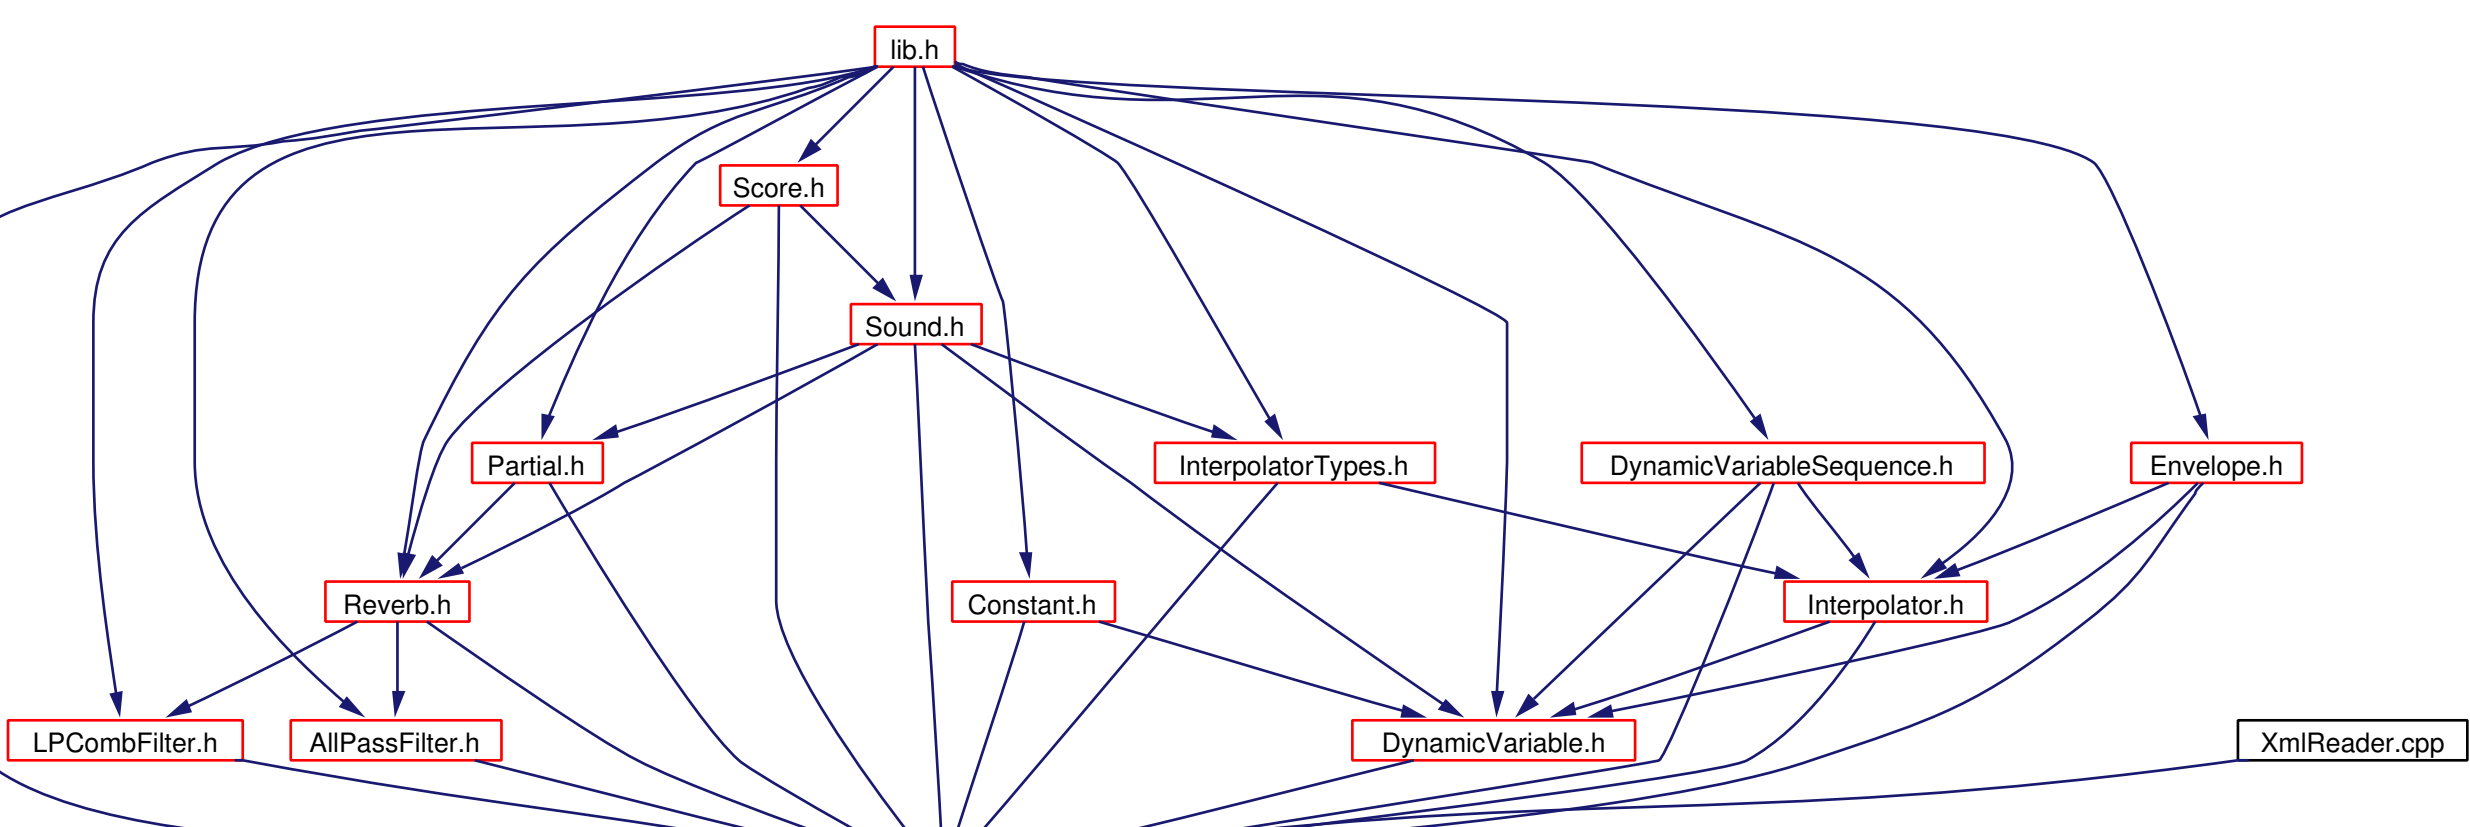 lib.h
Score.h
Sound.h
Partial.h
InterpolatorTypes.h
DynamicVariableSequence.h
Envelope.h
Reverb.h
Constant.h
Interpolator.h
LPCombFilter.h
AllPassFilter.h
DynamicVariable.h
XmlReader.cpp